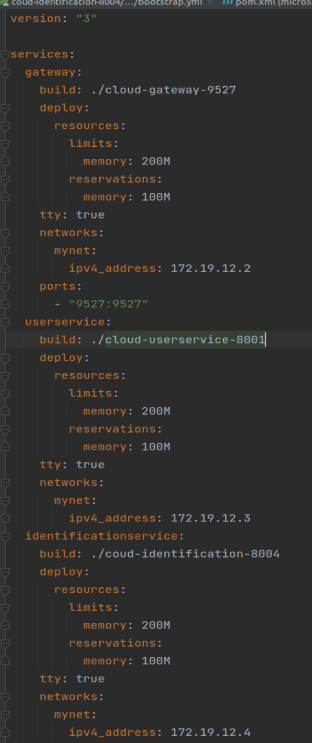 coud-identification-8004/.../bootstrap.yml
pom.xml (micros
version: "3"
services:
  gateway:
    build: ./cloud-gateway-9527
    deploy:
      resources:
        limits:
          memory: 200M
        reservations:
          memory: 100M
    tty: true
    networks:
      mynet:
        ipv4_address: 172.19.12.2
    ports:
      - "9527:9527"
  userservice:
    build: ./cloud-userservice-8001
    deploy:
      resources:
        limits:
          memory: 200M
        reservations:
          memory: 100M
    tty: true
    networks:
      mynet:
        ipv4_address: 172.19.12.3
  identificationservice:
    build: ./coud-identification-8004
    deploy:
      resources:
        limits:
          memory: 200M
        reservations:
          memory: 100M
    tty: true
    networks:
      mynet:
        ipv4_address: 172.19.12.4